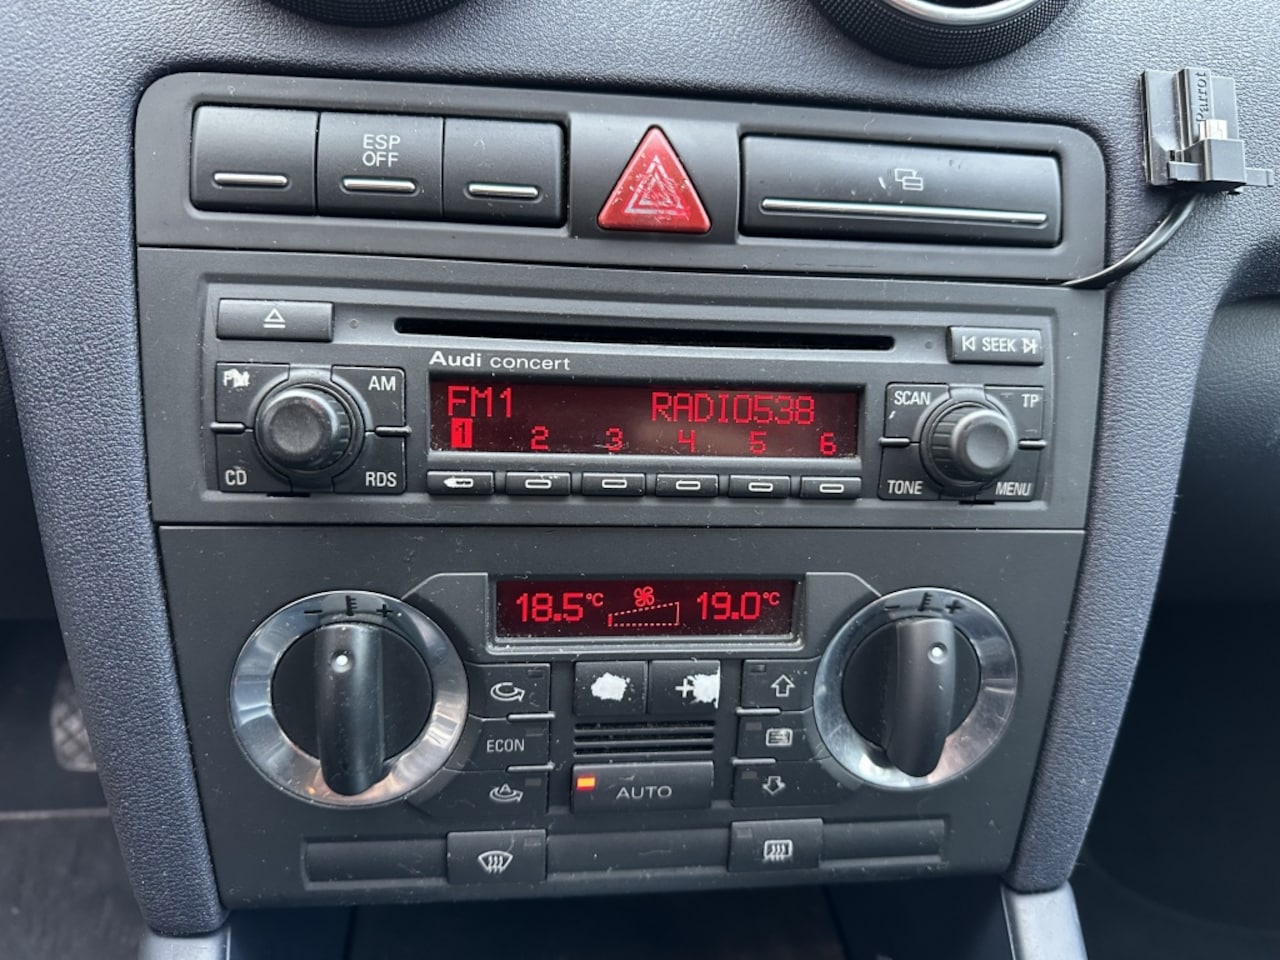 ESP
OFF
Parrot
Audi concert
SEEK
AM
FM1 RADIO538
SCAN TP
1 2 3 4 5 6
CD RDS
TONE MENU
18.5°C 19.0°C
- +
- +
+
ECON
A
AUTO